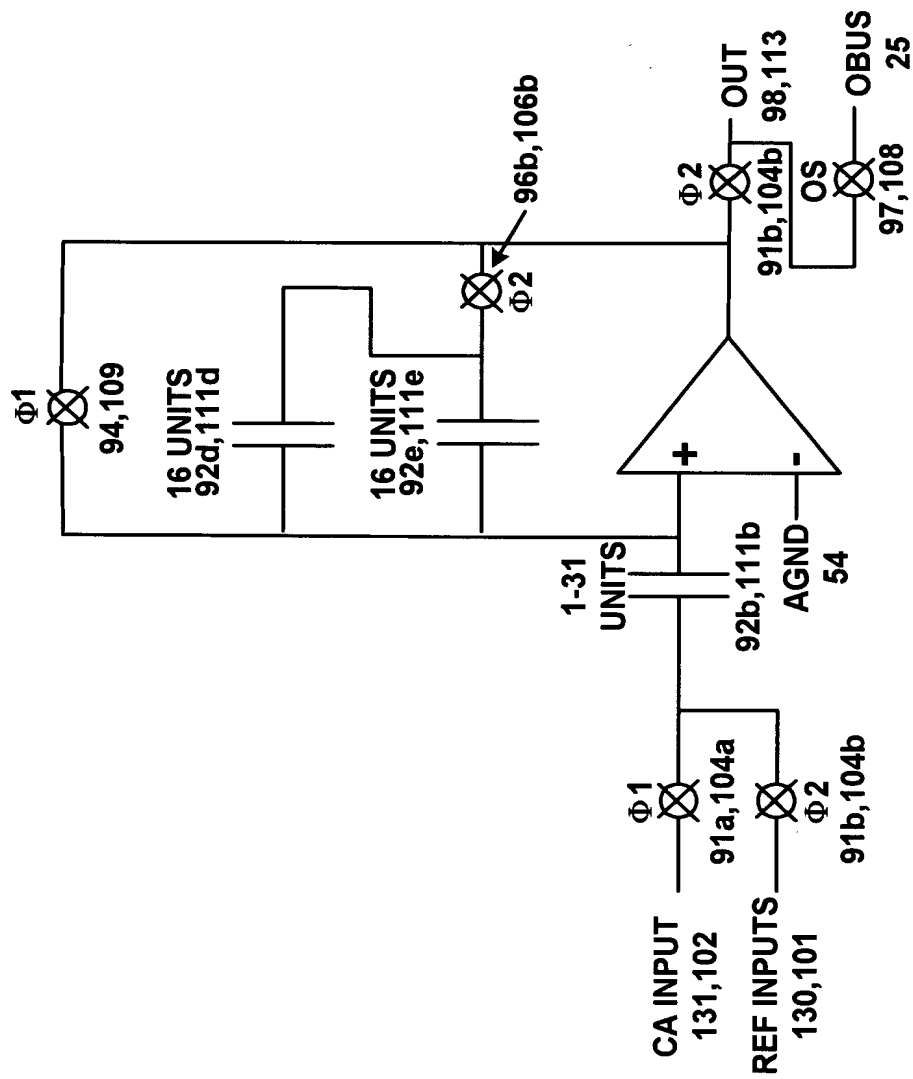 Φ1
94,109
16 UNITS
92d,111d
16 UNITS
92e,111e
Φ2
96b,106b
1-31
UNITS
92b,111b
+
-
AGND
54
Φ2
91b,104b
OUT
98,113
OS
97,108
OBUS
25
CA INPUT
131,102
Φ1
91a,104a
REF INPUTS
130,101
Φ2
91b,104b